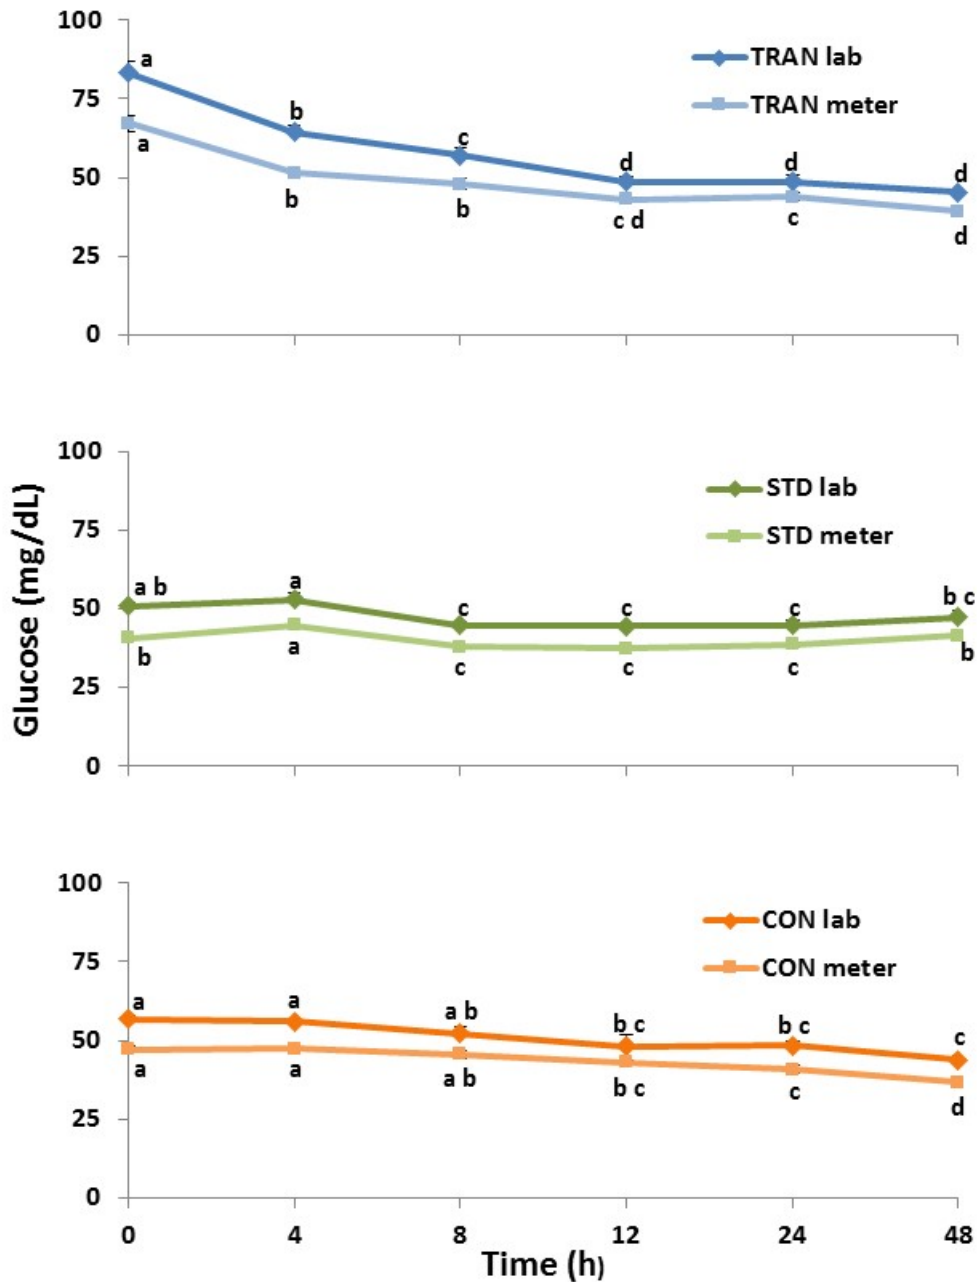 100
TRAN lab
a
75
TRAN meter
b
a
c
d
d
d
50
b
b
c d
c
d
25
0
100
STD lab
75
STD meter
a b
a
c
c
c
b c
50
b
a
c
c
c
b
25
0
Glucose (mg/dL)
100
CON lab
75
CON meter
a
a
a b
b c
b c
c
50
a
a
a b
b c
c
d
25
0
0
4
8
12
24
48
Time (h)